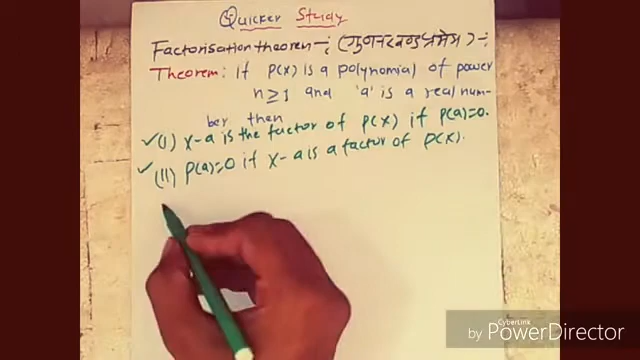 Quicker Study
Factorisation theorem -: (गुणनखण्ड प्रमेय) -:
Theorem: if P(x) is a polynomial of power
n ≥ 1 and 'a' is a real num-
ber then
✓(I) x-a is the factor of P(x) if P(a)=0.
✓(II) P(a)=0 if x-a is a factor of P(x).
CyberLink
by PowerDirector